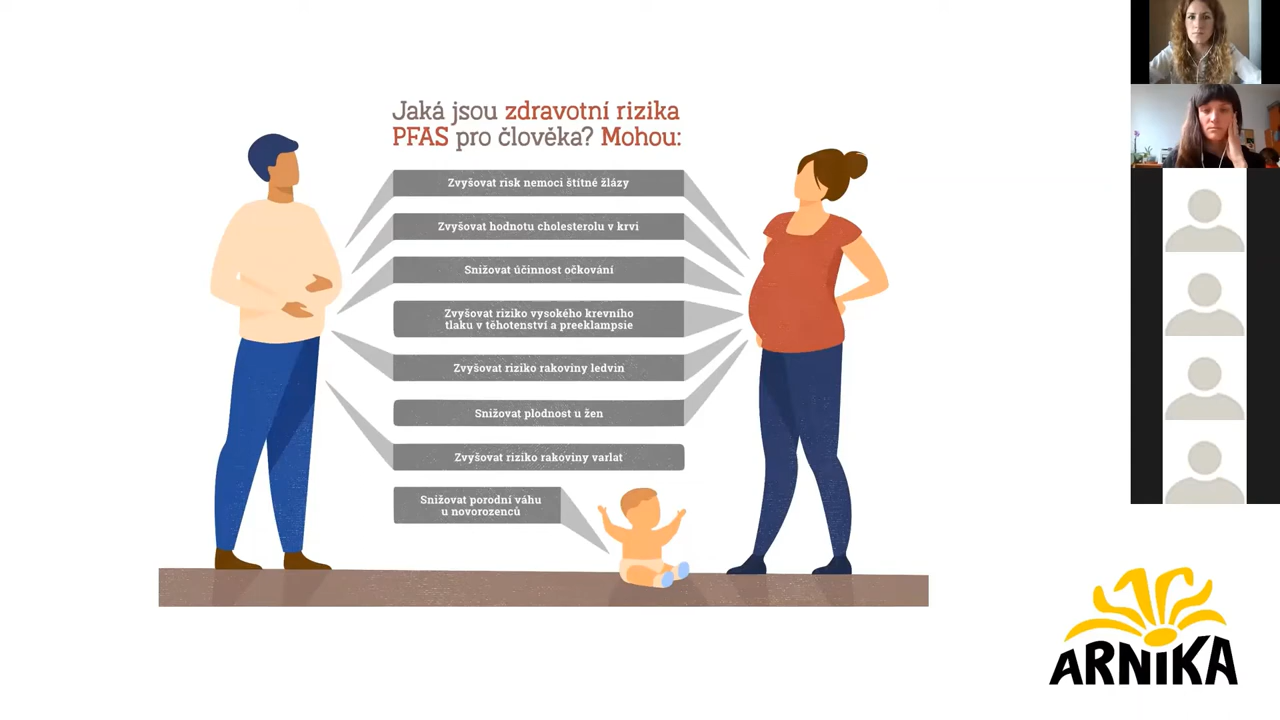 Jaká jsou zdravotní rizika
PFAS pro člověka? Mohou:
Zvyšovat risk nemoci štítné žlázy
Zvyšovat hodnotu cholesterolu v krvi
Snižovat účinnost očkování
Zvyšovat riziko vysokého krevního
tlaku v těhotenství a preeklampsie
Zvyšovat riziko rakoviny ledvin
Snižovat plodnost u žen
Zvyšovat riziko rakoviny varlat
Snižovat porodní váhu
u novorozenců
ARNIKA